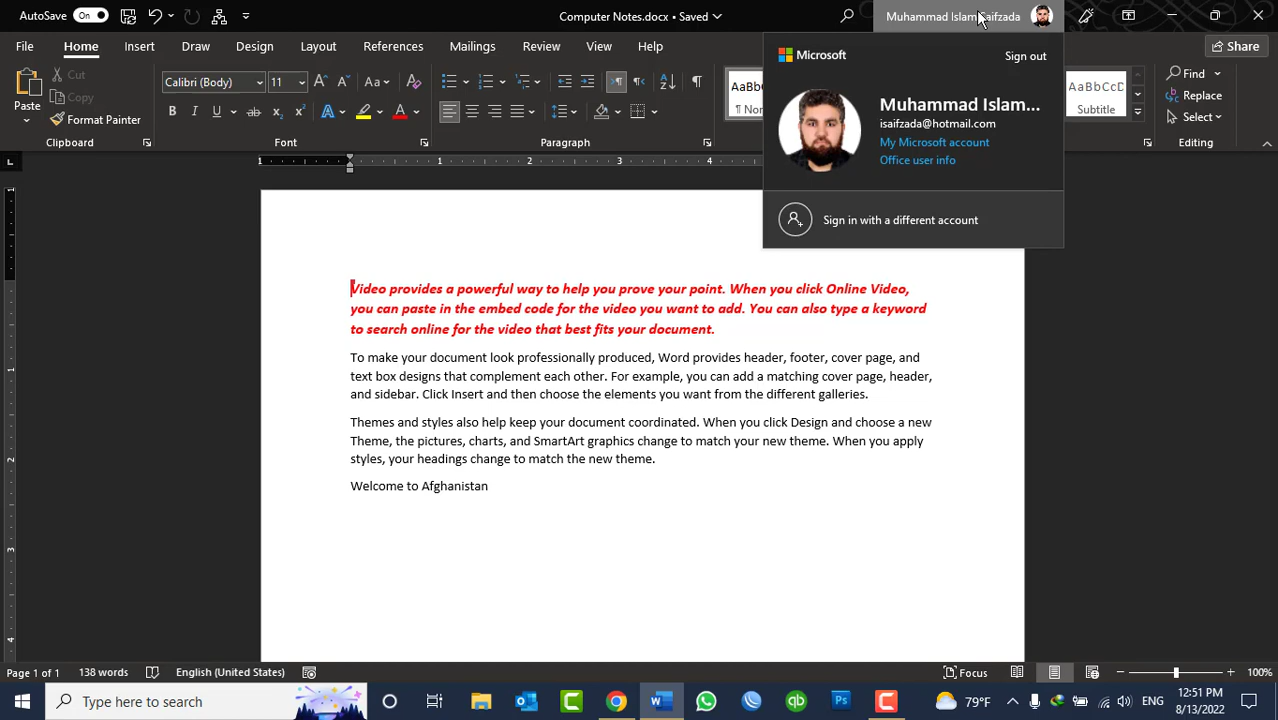 AutoSave On
Computer Notes.docx • Saved
Muhammad Islam Saifzada
File Home Insert Draw Design Layout References Mailings Review View Help
Share
Paste
Cut
Copy
Format Painter
Clipboard
Calibri (Body) 11
Font
Paragraph
¶ Nor
AaBbCcD
Subtitle
Find
Replace
Select
Editing
Microsoft
Sign out
Muhammad Islam...
isaifzada@hotmail.com
My Microsoft account
Office user info
Sign in with a different account
Video provides a powerful way to help you prove your point. When you click Online Video,
you can paste in the embed code for the video you want to add. You can also type a keyword
to search online for the video that best fits your document.
To make your document look professionally produced, Word provides header, footer, cover page, and
text box designs that complement each other. For example, you can add a matching cover page, header,
and sidebar. Click Insert and then choose the elements you want from the different galleries.
Themes and styles also help keep your document coordinated. When you click Design and choose a new
Theme, the pictures, charts, and SmartArt graphics change to match your new theme. When you apply
styles, your headings change to match the new theme.
Welcome to Afghanistan
Page 1 of 1 138 words English (United States)
Focus
100%
Type here to search
79°F
ENG
12:51 PM
8/13/2022